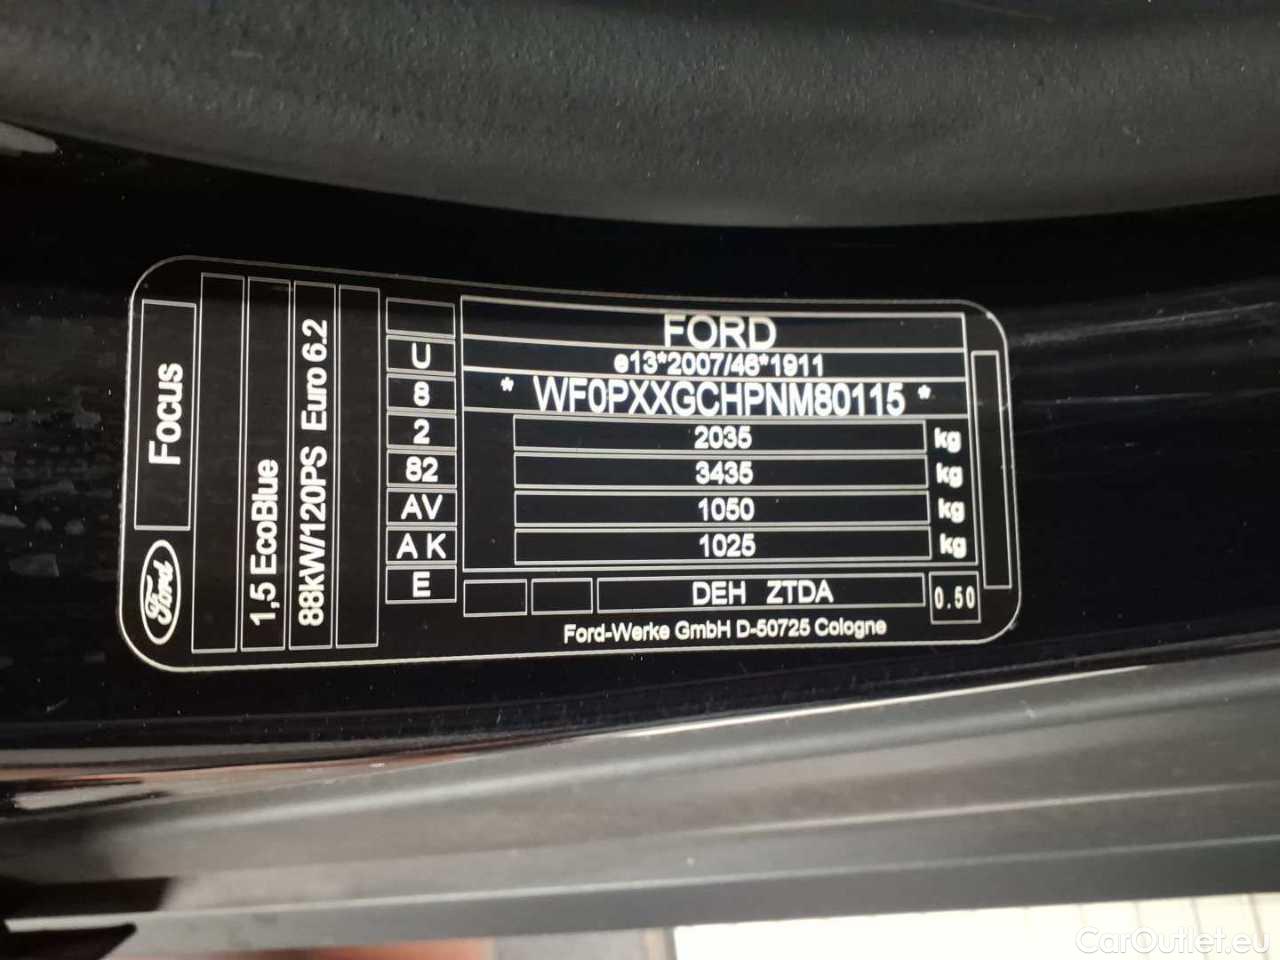 FORD
e13*2007/46*1911
* WF0PXXGCHPNM80115 *
2035 kg
3435 kg
1050 kg
1025 kg
DEH ZTDA
0.50
Ford-Werke GmbH D-50725 Cologne
U
8
2
82
AV
A K
E
Focus
Ford
1,5 EcoBlue
88kW/120PS Euro 6.2
CarOutlet.eu